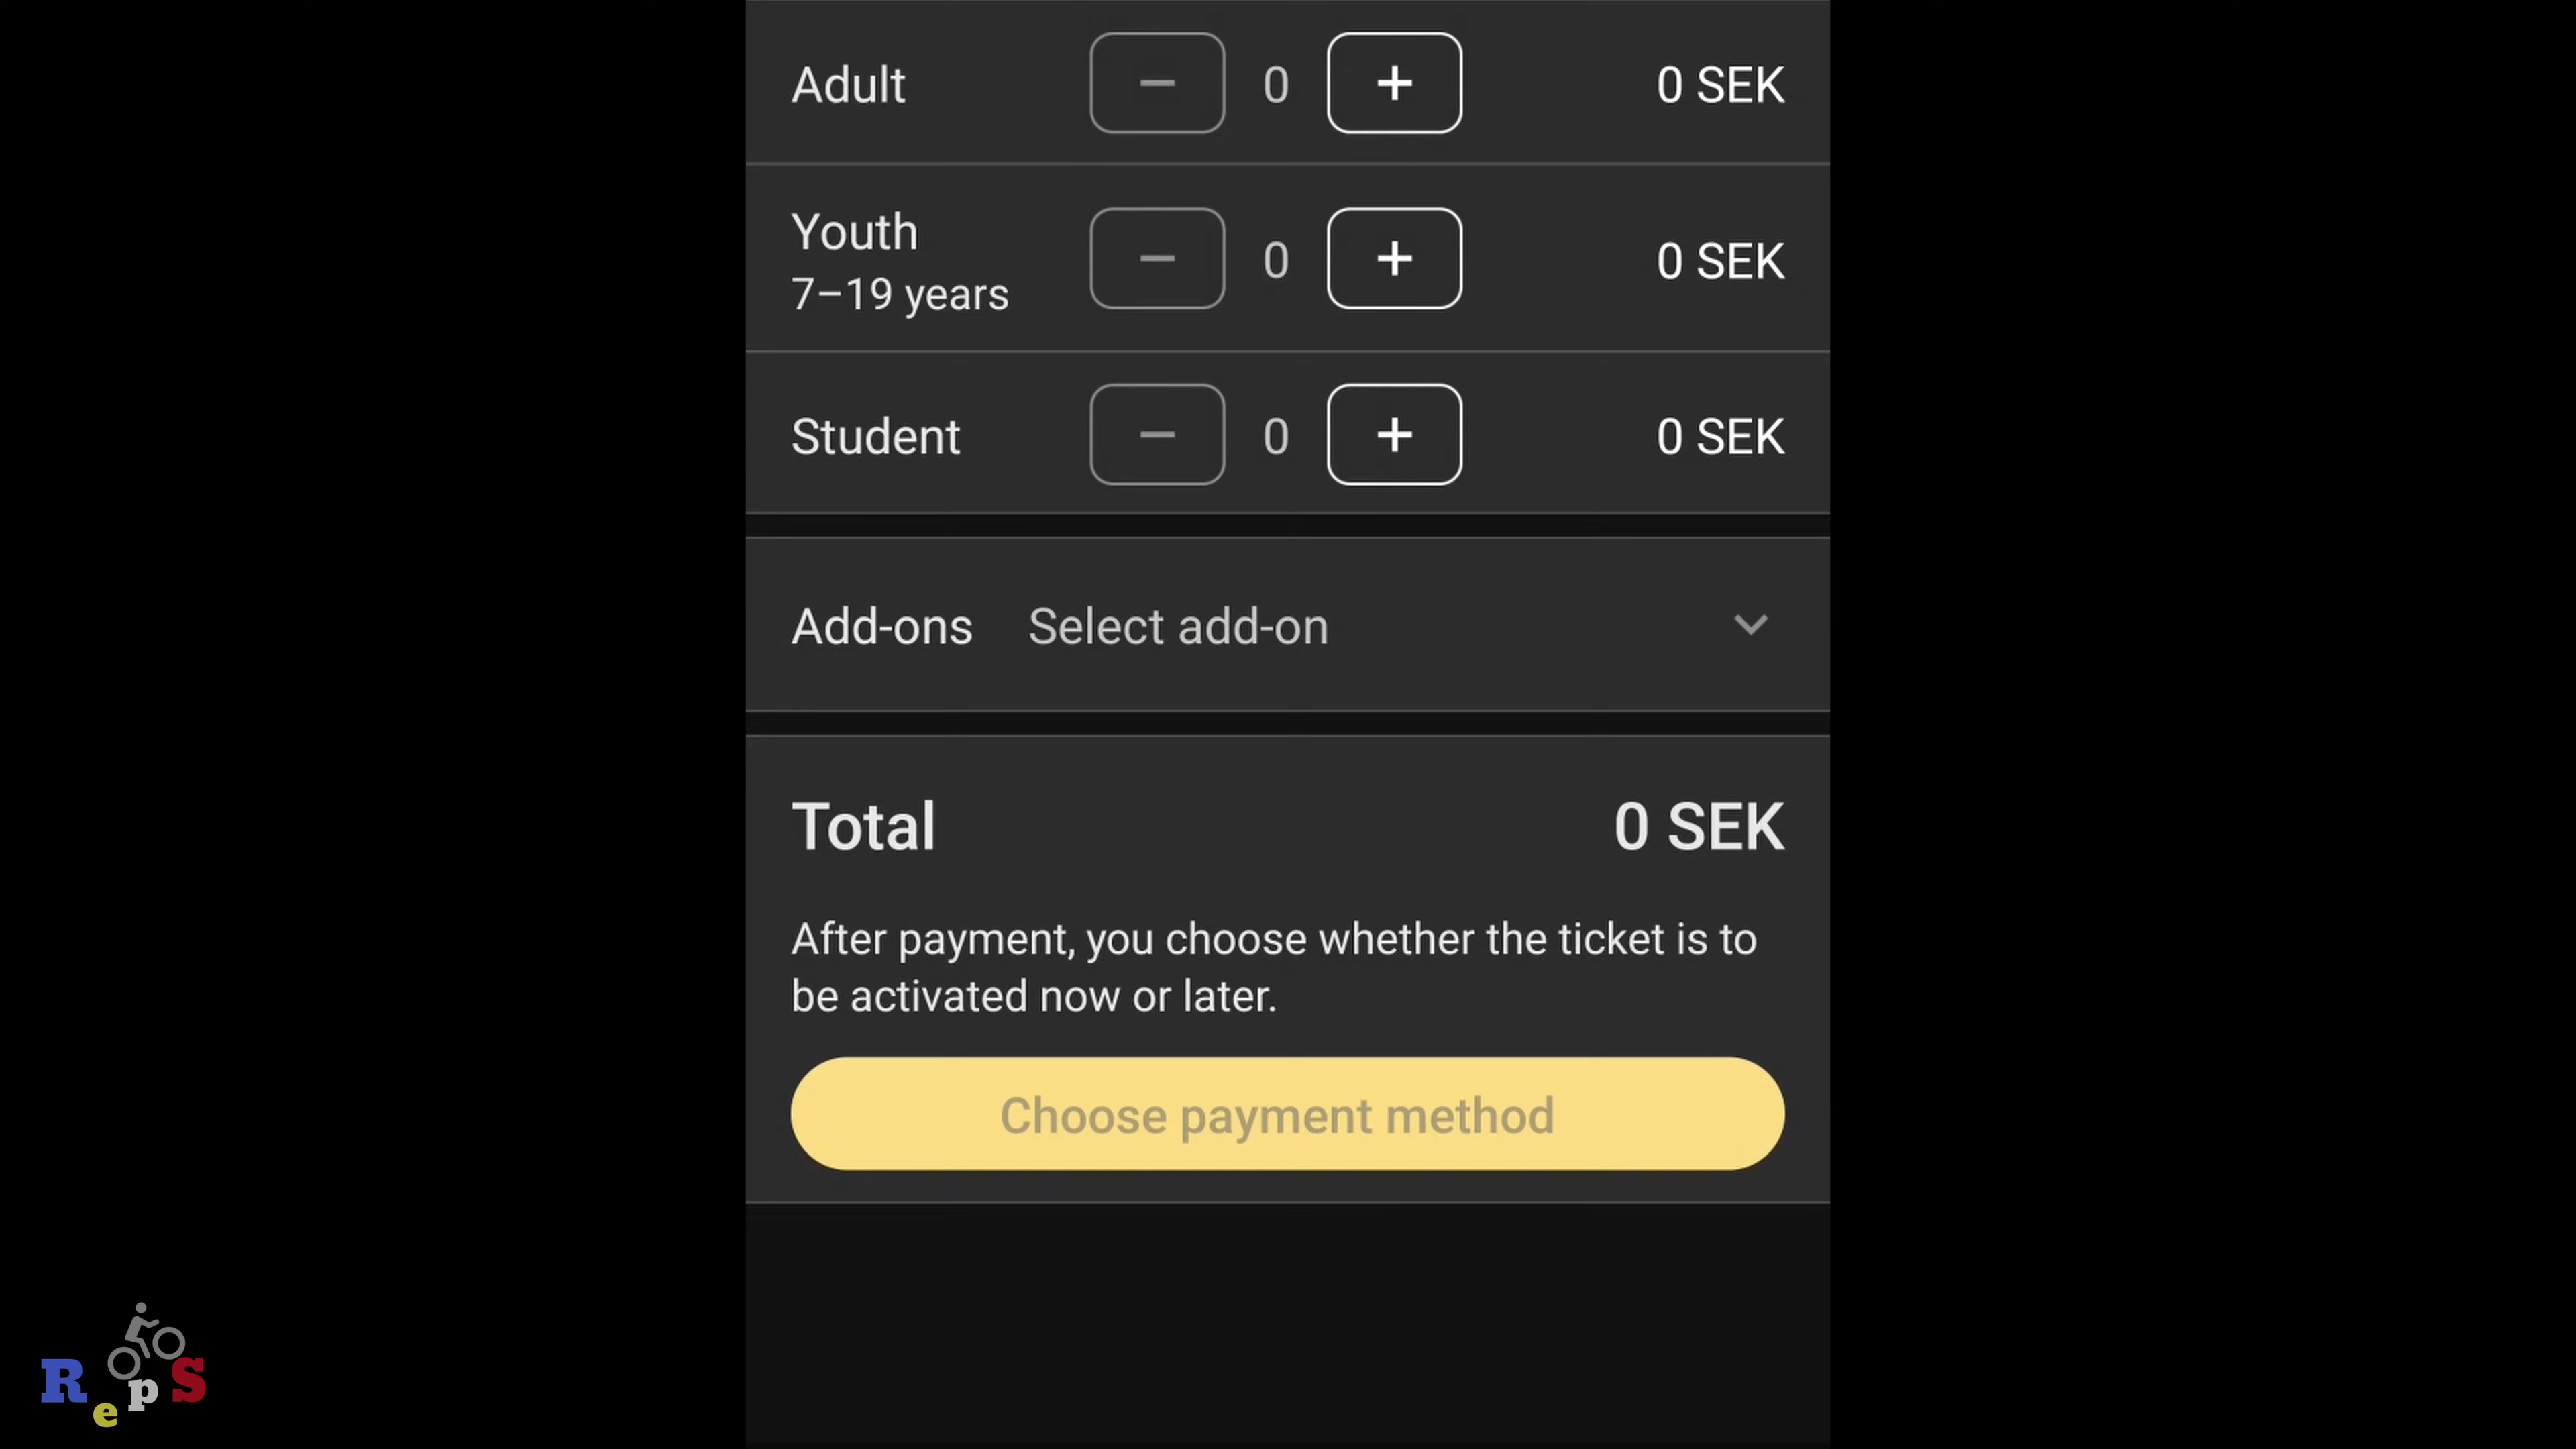 Adult − 0 + 0 SEK
Youth
7–19 years − 0 + 0 SEK
Student − 0 + 0 SEK
Add-ons Select add-on
Total 0 SEK
After payment, you choose whether the ticket is to
be activated now or later.
Choose payment method
RepS